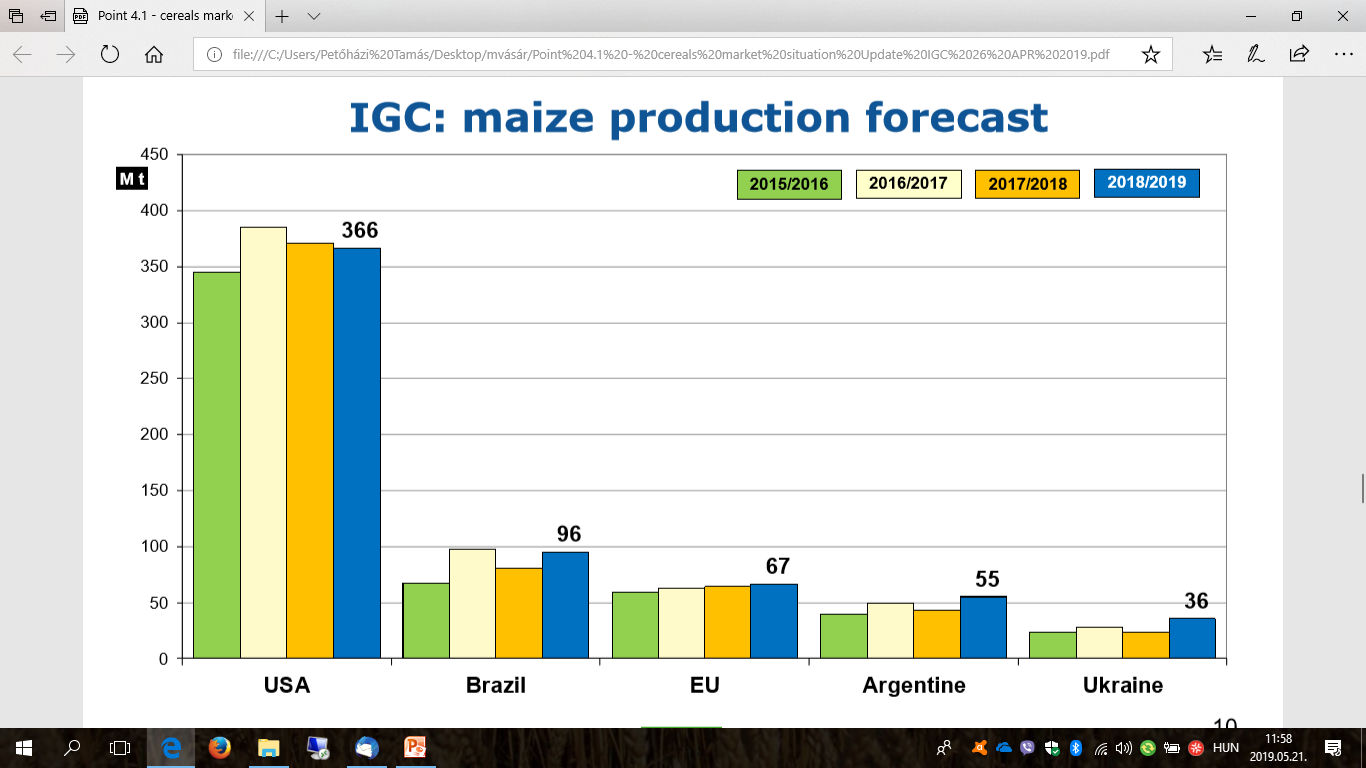 Point 4.1 - cereals mark
file:///C:/Users/Petőházi%20Tamás/Desktop/mvásár/Point%204.1%20-%20cereals%20market%20situation%20Update%20IGC%2026%20APR%202019.pdf
IGC: maize production forecast
M t
2015/2016 2016/2017 2017/2018 2018/2019
450
400
350
300
250
200
150
100
50
0
366
96
67
55
36
USA Brazil EU Argentine Ukraine
10
HUN
11:58
2019.05.21.